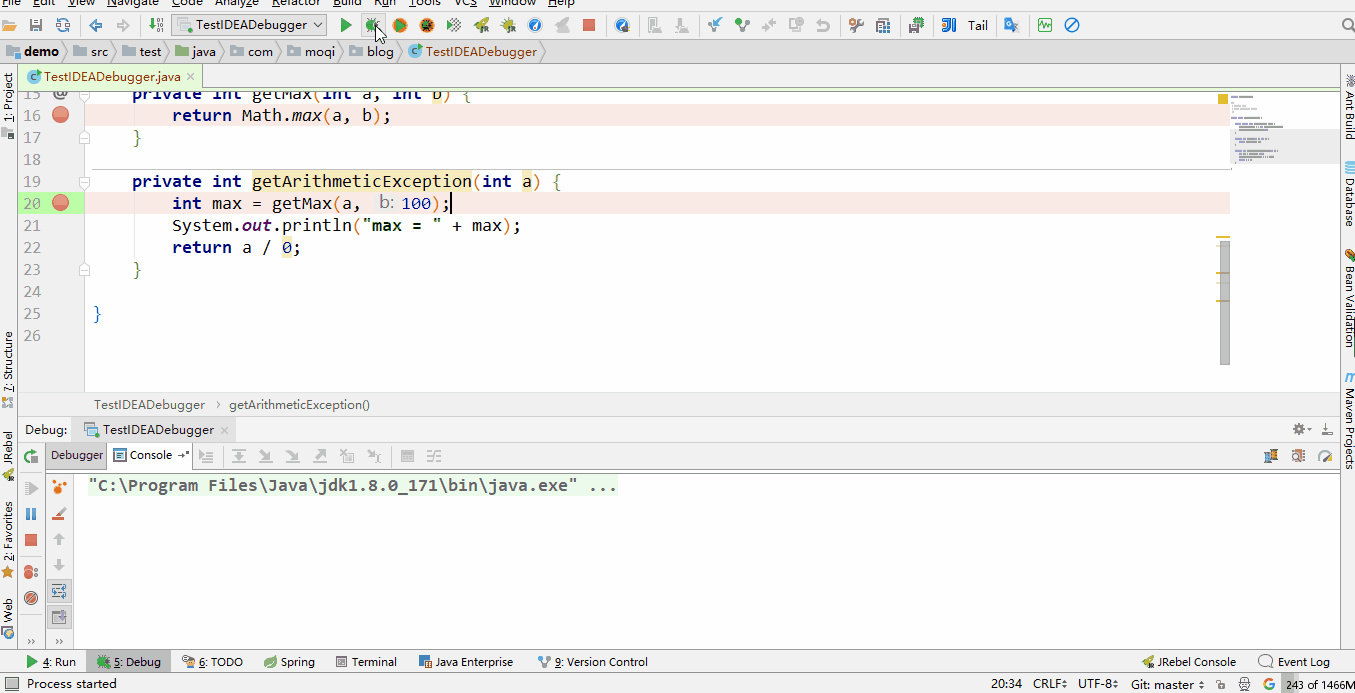 File Edit View Navigate Code Analyze Refactor Build Run Tools VCS Window Help
TestIDEADebugger Tail
demo src test java com moqi blog TestIDEADebugger
TestIDEADebugger.java
15 private int getMax(int a, int b) {
16 return Math.max(a, b);
17 }
18
19 private int getArithmeticException(int a) {
20 int max = getMax(a, b: 100);
21 System.out.println("max = " + max);
22 return a / 0;
23 }
24
25 }
26
TestIDEADebugger › getArithmeticException()
1: Project
7: Structure
JRebel
2: Favorites
Web
Ant Build
Database
Bean Validation
Maven Projects
Debug: TestIDEADebugger
Debugger Console
"C:\Program Files\Java\jdk1.8.0_171\bin\java.exe" ...
4: Run 5: Debug 6: TODO Spring Terminal Java Enterprise 9: Version Control JRebel Console Event Log
Process started 20:34 CRLF UTF-8 Git: master 243 of 1466M